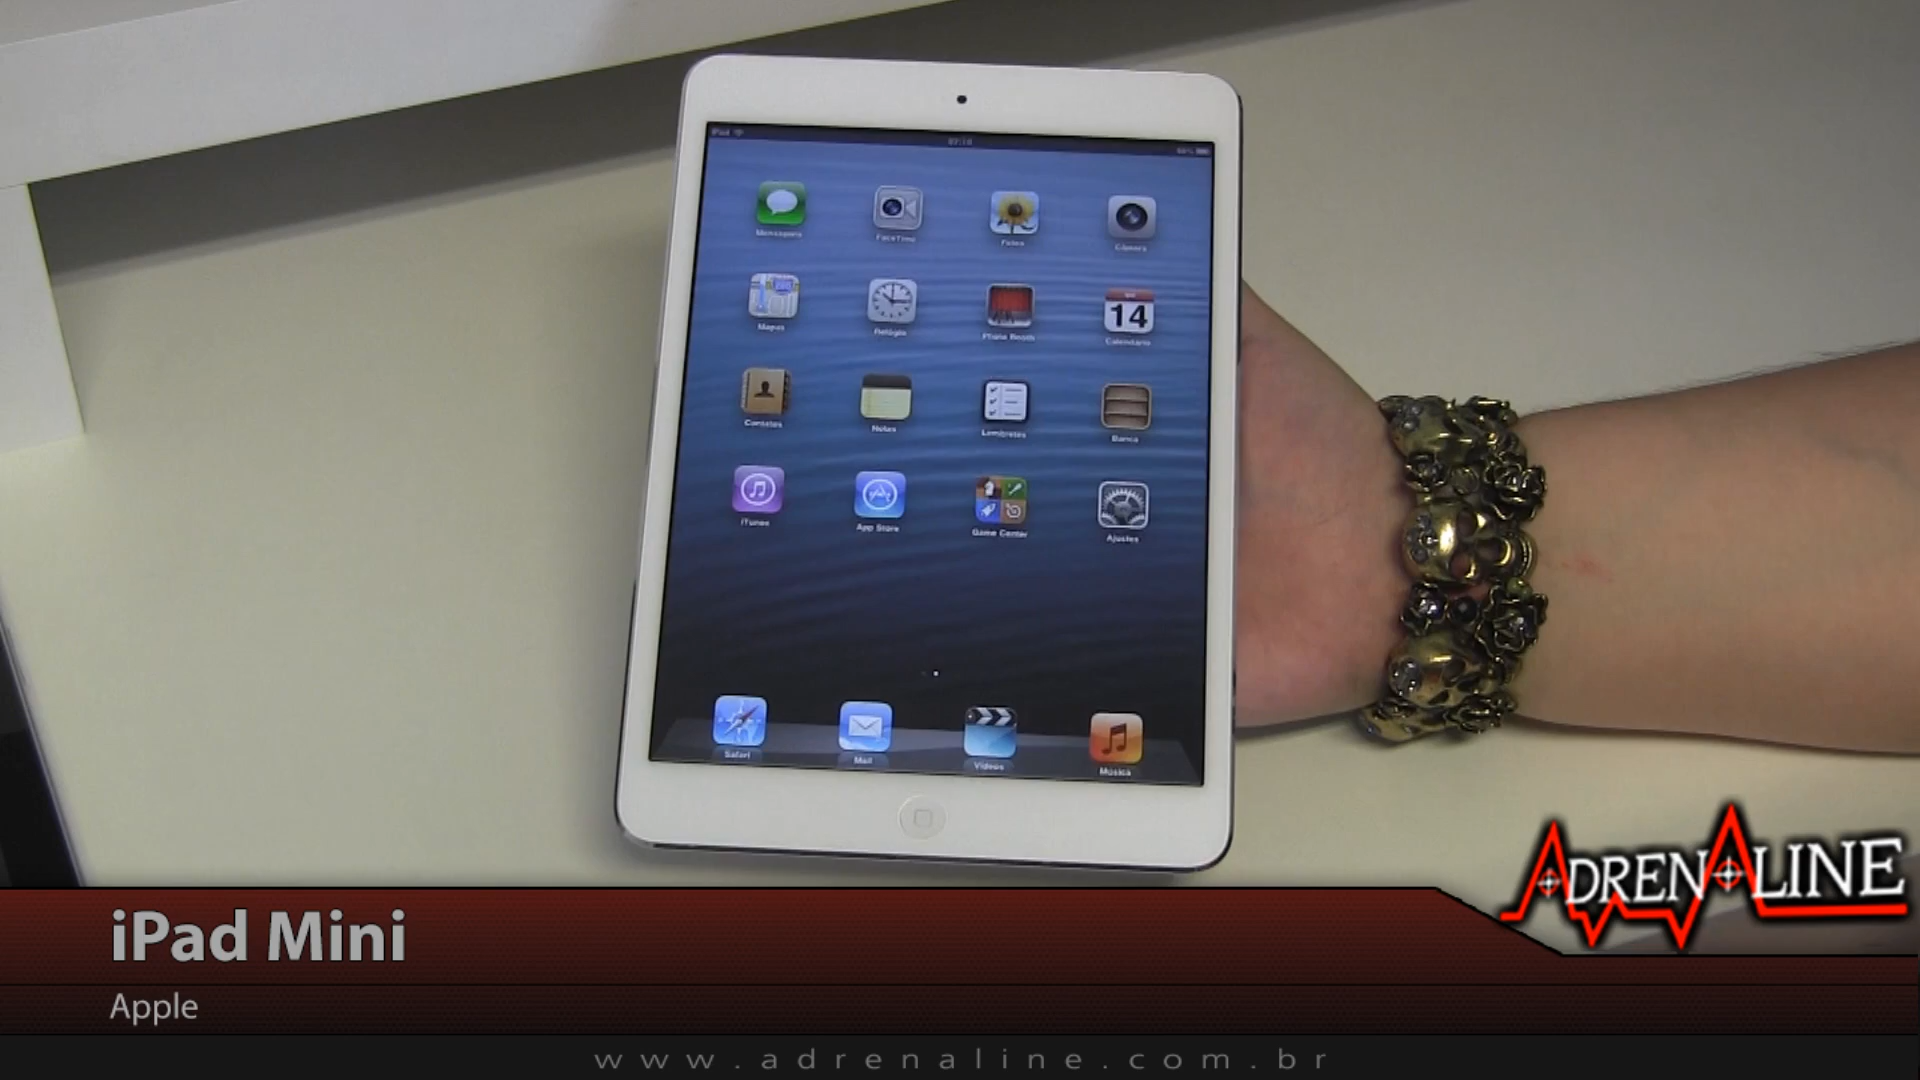 iPad
Mensagens
FaceTime
Fotos
Câmera
Mapas
Relógio
Photo Booth
14
Calendário
Contatos
Notas
Lembretes
Banca
iTunes
App Store
Game Center
Ajustes
Safari
Mail
Vídeos
Música
ADRENALINE
iPad Mini
Apple
www.adrenaline.com.br